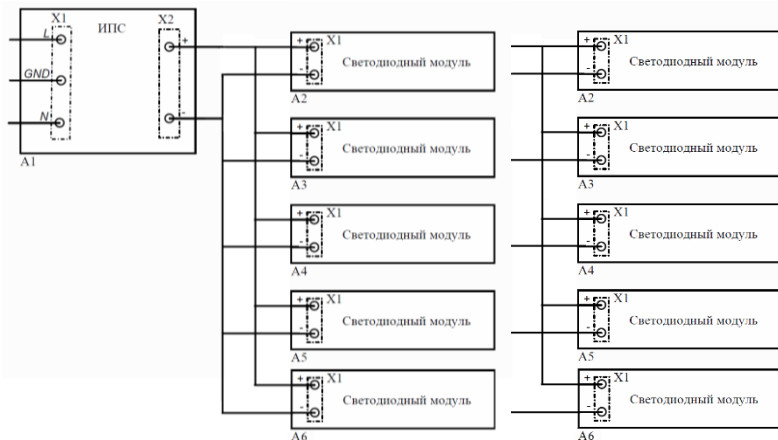 X1 ИПС X2
L
GND
N
+
-
A1
+ X1
- Светодиодный модуль
A2
+ X1
- Светодиодный модуль
A3
+ X1
- Светодиодный модуль
A4
+ X1
- Светодиодный модуль
A5
+ X1
- Светодиодный модуль
A6
+ X1
- Светодиодный модуль
A2
+ X1
- Светодиодный модуль
A3
+ X1
- Светодиодный модуль
A4
+ X1
- Светодиодный модуль
A5
+ X1
- Светодиодный модуль
A6